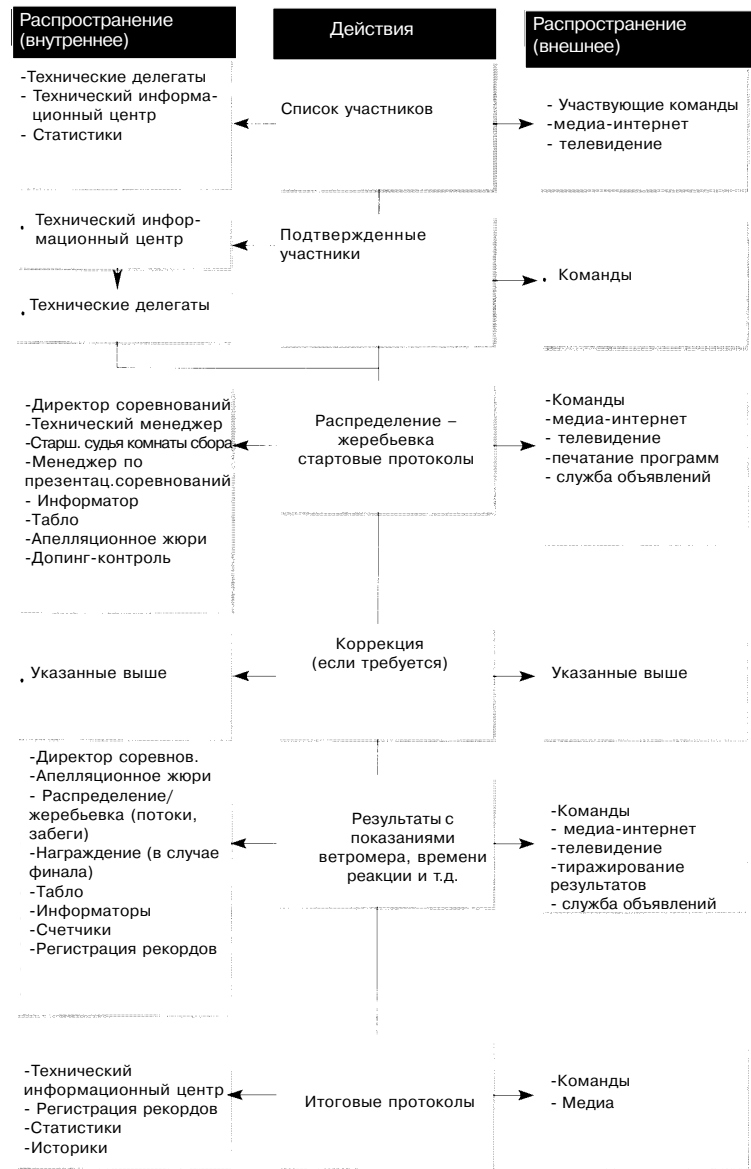 Распространение
(внутреннее)
Действия
Распространение
(внешнее)
-Технические делегаты
- Технический информа-
ционный центр
- Статистики
Список участников
- Участвующие команды
-медиа-интернет
- телевидение
. Технический инфор-
мационный центр
Подтвержденные
участники
. Команды
. Технические делегаты
-Директор соревнований
-Технический менеджер
-Старш. судья комнаты сбора
-Менеджер по
презентац.соревнований
- Информатор
-Табло
-Апелляционное жюри
-Допинг-контроль
Распределение –
жеребьевка
стартовые протоколы
-Команды
-медиа-интернет
- телевидение
-печатание программ
- служба объявлений
Коррекция
(если требуется)
. Указанные выше
Указанные выше
-Директор соревнов.
-Апелляционное жюри
- Распределение/
жеребьевка (потоки,
забеги)
-Награждение (в случае
финала)
-Табло
-Информаторы
-Счетчики
-Регистрация рекордов
Результаты с
показаниями
ветромера, времени
реакции и т.д.
-Команды
- медиа-интернет
-телевидение
-тиражирование
результатов
- служба объявлений
-Технический
информационный центр
- Регистрация рекордов
-Статистики
-Историки
Итоговые протоколы
-Команды
- Медиа